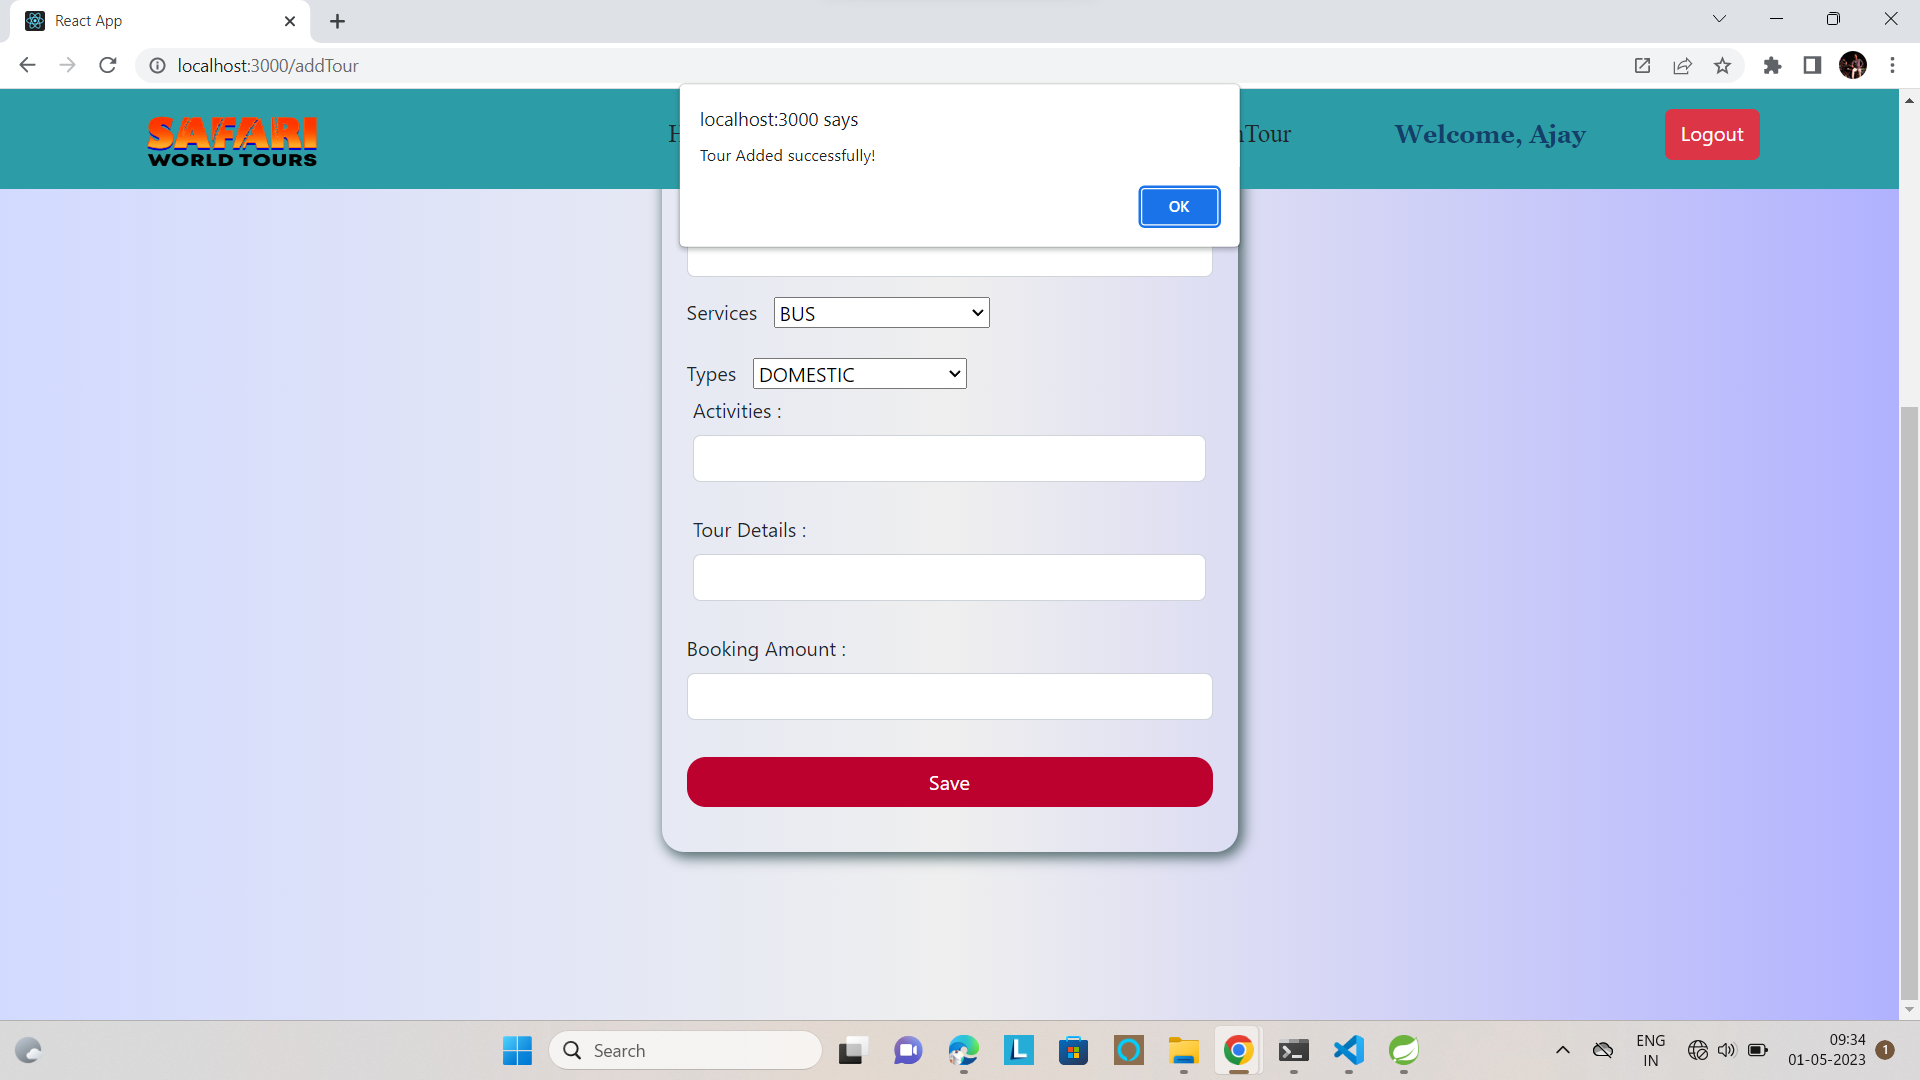 React App
localhost:3000/addTour
SAFARI
WORLD TOURS
localhost:3000 says
Tour Added successfully!
OK
Tour
Welcome, Ajay
Logout
Services BUS
Types DOMESTIC
Activities :
Tour Details :
Booking Amount :
Save
Search
L
ENG
IN
09:34
01-05-2023
1